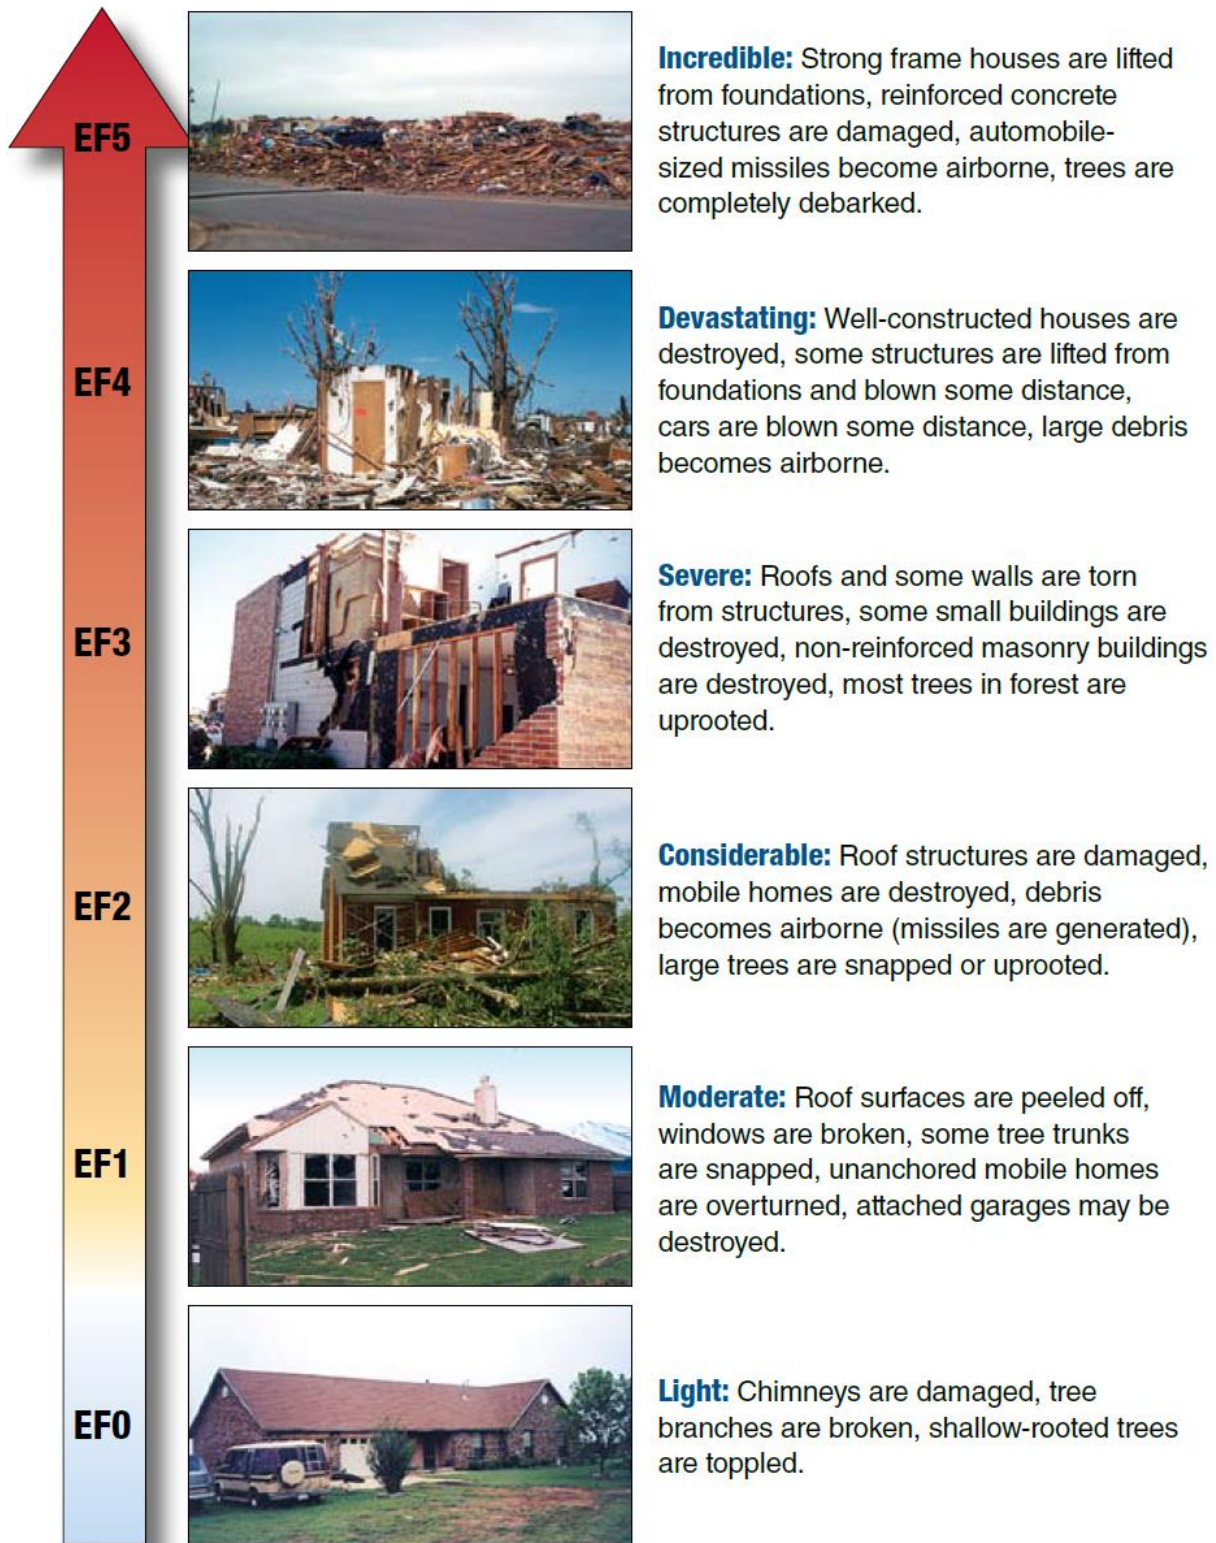 EF5
Incredible: Strong frame houses are lifted
from foundations, reinforced concrete
structures are damaged, automobile-
sized missiles become airborne, trees are
completely debarked.
EF4
Devastating: Well-constructed houses are
destroyed, some structures are lifted from
foundations and blown some distance,
cars are blown some distance, large debris
becomes airborne.
EF3
Severe: Roofs and some walls are torn
from structures, some small buildings are
destroyed, non-reinforced masonry buildings
are destroyed, most trees in forest are
uprooted.
EF2
Considerable: Roof structures are damaged,
mobile homes are destroyed, debris
becomes airborne (missiles are generated),
large trees are snapped or uprooted.
EF1
Moderate: Roof surfaces are peeled off,
windows are broken, some tree trunks
are snapped, unanchored mobile homes
are overturned, attached garages may be
destroyed.
EF0
Light: Chimneys are damaged, tree
branches are broken, shallow-rooted trees
are toppled.